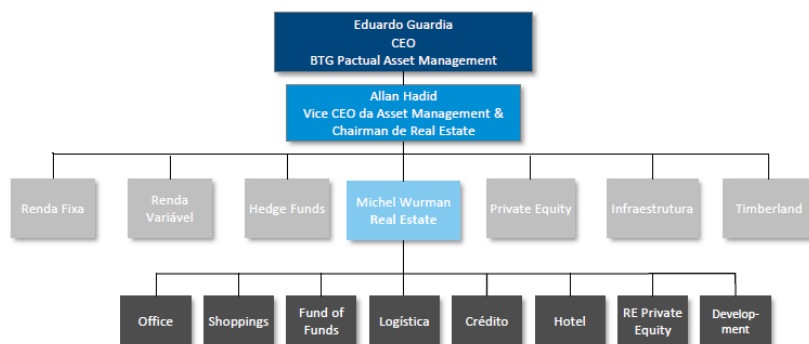 Eduardo Guardia
CEO
BTG Pactual Asset Management
Allan Hadid
Vice CEO da Asset Management &
Chairman de Real Estate
Renda Fixa
Renda
Variável
Hedge Funds
Michel Wurman
Real Estate
Private Equity
Infraestrutura
Timberland
Office
Shoppings
Fund of
Funds
Logística
Crédito
Hotel
RE Private
Equity
Develop-
ment